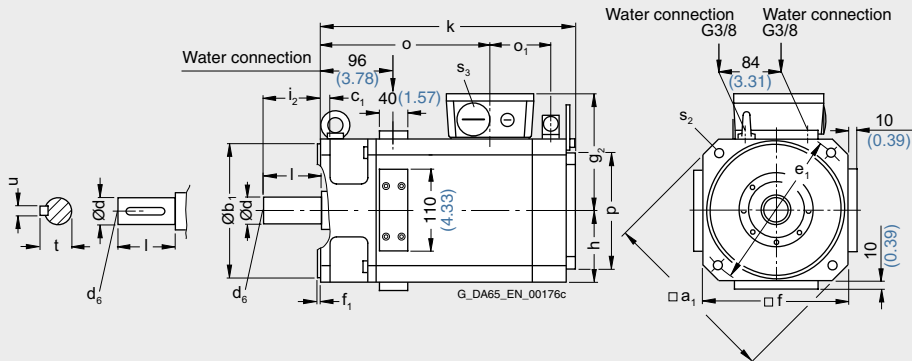 Water connection
G3/8
Water connection
G3/8
k
o
o₁
Water connection
96
(3.78)
84
(3.31)
s₃
i₂
c₁
40 (1.57)
s₂
10
(0.39)
g₂
e₁
u
Ød
l
Øb₁
Ød
110
(4.33)
p
h
t
l
10
(0.39)
d₆
d₆
f₁
G_DA65_EN_00176c
□ a₁
□ f